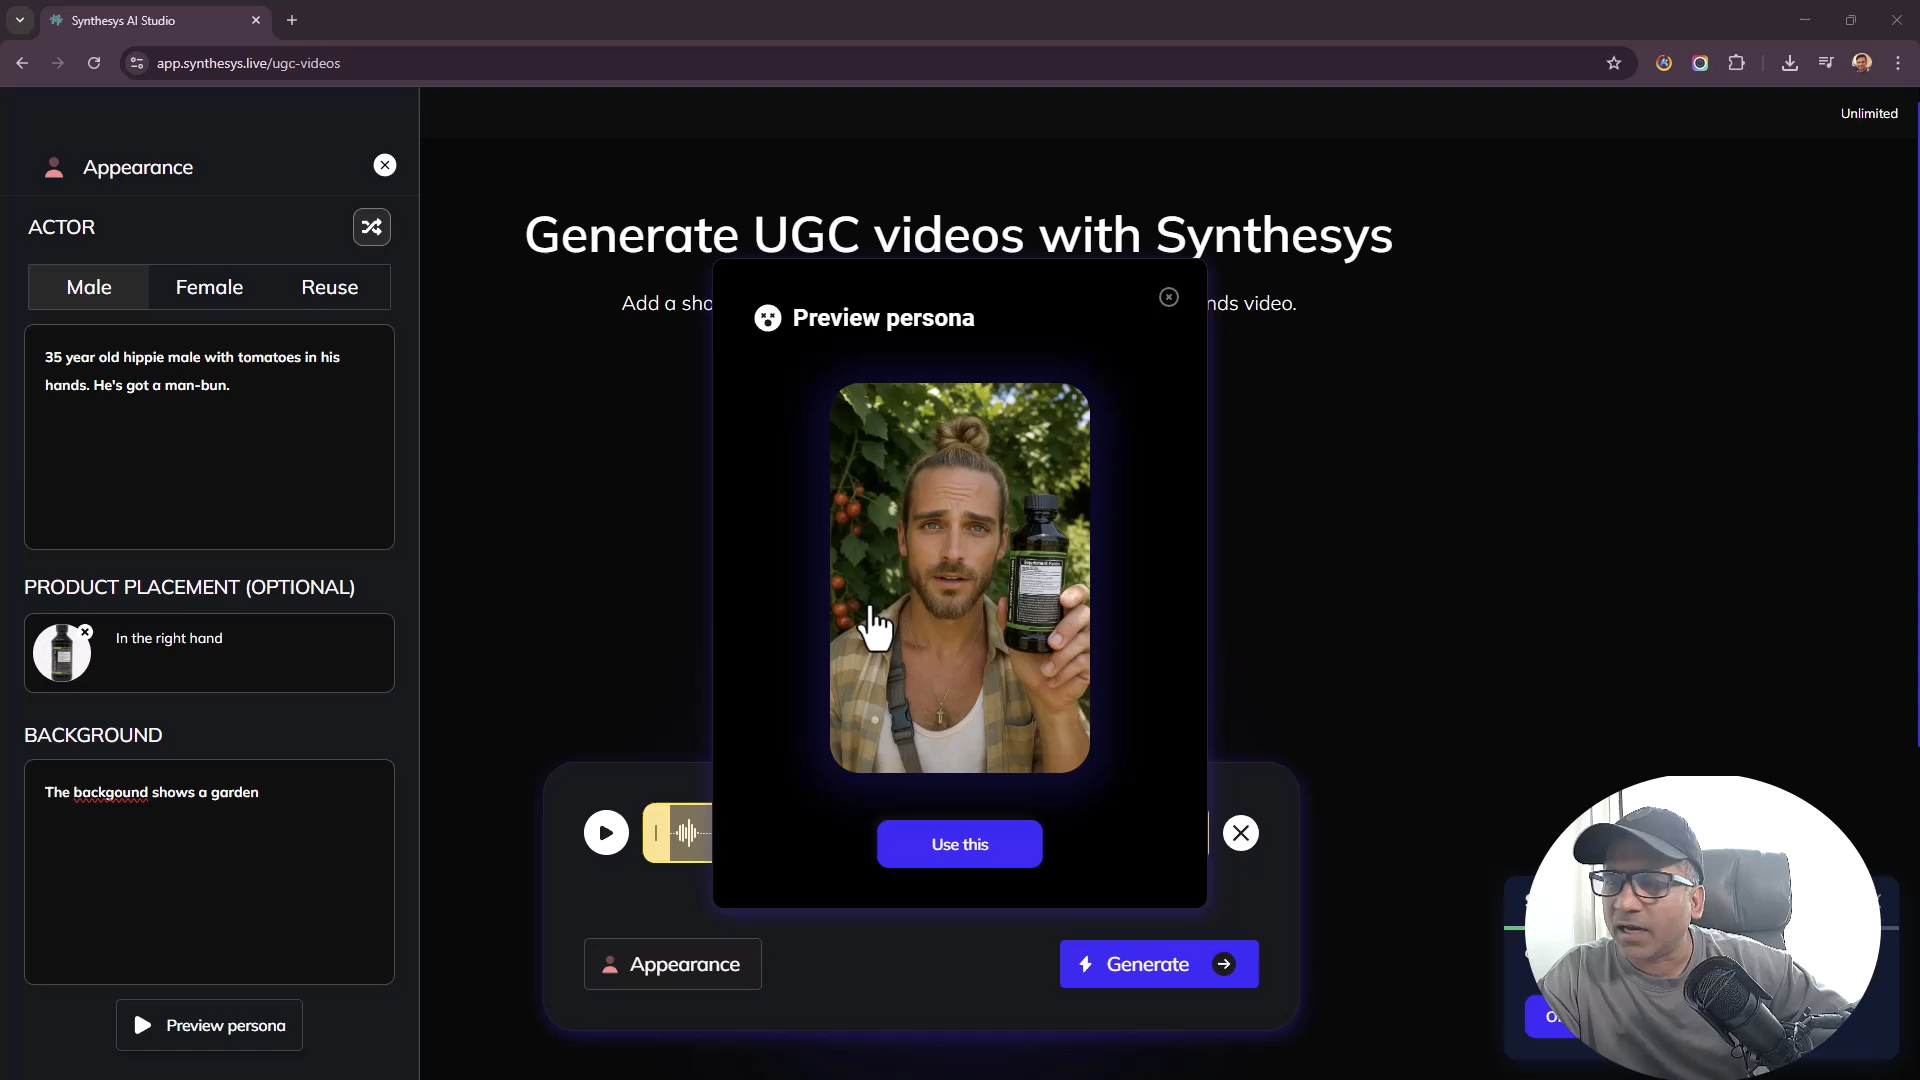 Synthesys AI Studio
app.synthesys.live/ugc-videos
Unlimited
Appearance
ACTOR
Male Female Reuse
35 year old hippie male with tomatoes in his
hands. He's got a man-bun.
PRODUCT PLACEMENT (OPTIONAL)
In the right hand
BACKGROUND
The backgound shows a garden
Preview persona
Generate UGC videos with Synthesys
Add a sho
nds video.
Preview persona
Supplement Facts
Use this
Appearance
Generate